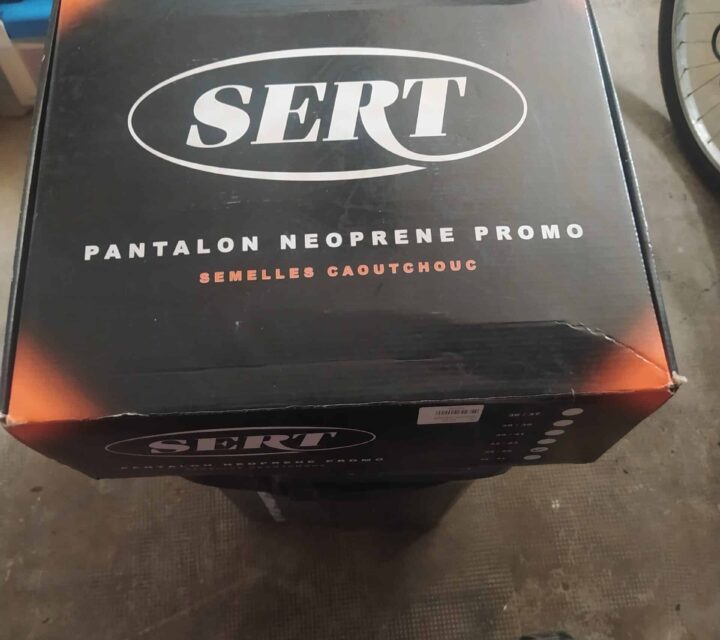 SERT
PANTALON NEOPRENE PROMO
SEMELLES CAOUTCHOUC
SERT
PANTALON NEOPRENE PROMO